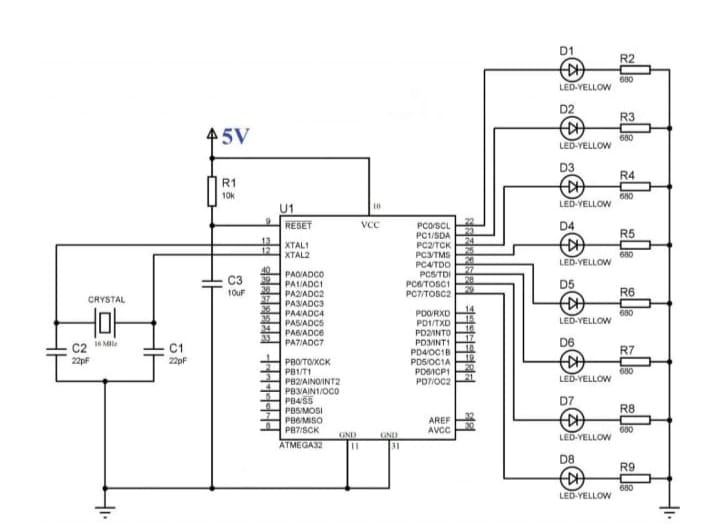 5V
R1
10k
C3
10uF
CRYSTAL
16 MHz
C2
22pF
C1
22pF
U1
10
VCC
9 RESET
13 XTAL1
12 XTAL2
40 PA0/ADC0
39 PA1/ADC1
38 PA2/ADC2
37 PA3/ADC3
36 PA4/ADC4
35 PA5/ADC5
34 PA6/ADC6
33 PA7/ADC7
1 PB0/T0/XCK
2 PB1/T1
3 PB2/AIN0/INT2
4 PB3/AIN1/OC0
5 PB4/SS
6 PB5/MOSI
7 PB6/MISO
8 PB7/SCK
PC0/SCL 22
PC1/SDA 23
PC2/TCK 24
PC3/TMS 25
PC4/TDO 26
PC5/TDI 27
PC6/TOSC1 28
PC7/TOSC2 29
PD0/RXD 14
PD1/TXD 15
PD2/INT0 16
PD3/INT1 17
PD4/OC1B 18
PD5/OC1A 19
PD6/ICP1 20
PD7/OC2 21
AREF 32
AVCC 30
GND GND
ATMEGA32 11 31
D1
R2
680
LED-YELLOW
D2
R3
680
LED-YELLOW
D3
R4
680
LED-YELLOW
D4
R5
680
LED-YELLOW
D5
R6
680
LED-YELLOW
D6
R7
680
LED-YELLOW
D7
R8
680
LED-YELLOW
D8
R9
680
LED-YELLOW